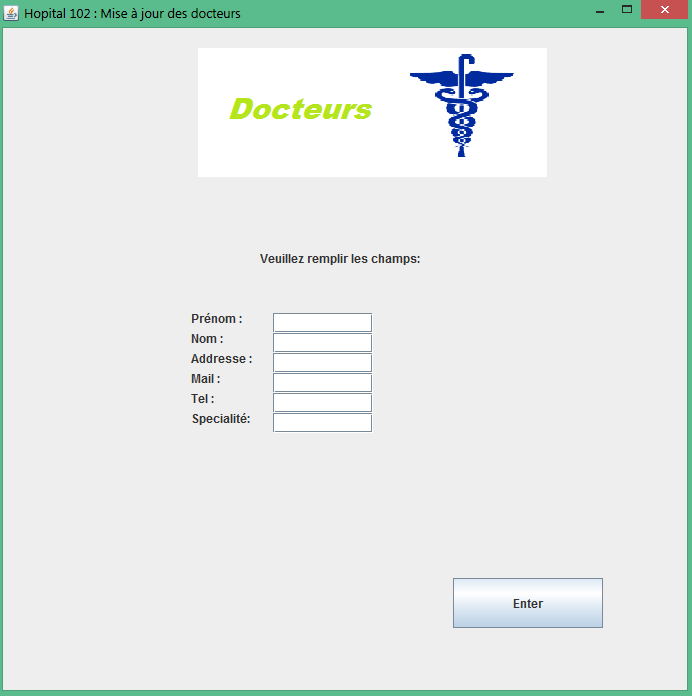 Hopital 102 : Mise à jour des docteurs
Docteurs
Veuillez remplir les champs:
Prénom :
Nom :
Addresse :
Mail :
Tel :
Specialité:
Enter